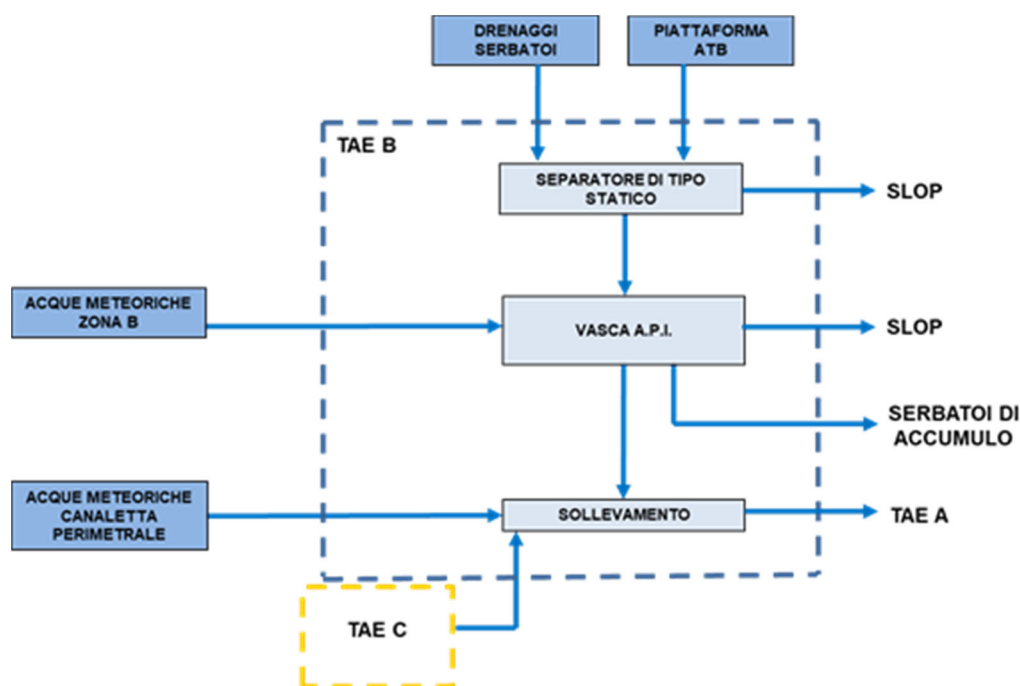 DRENAGGI
SERBATOI
PIATTAFORMA
ATB
TAE B
SEPARATORE DI TIPO
STATICO
SLOP
ACQUE METEORICHE
ZONA B
VASCA A.P.I.
SLOP
SERBATOI DI
ACCUMULO
ACQUE METEORICHE
CANALETTA
PERIMETRALE
SOLLEVAMENTO
TAE A
TAE C